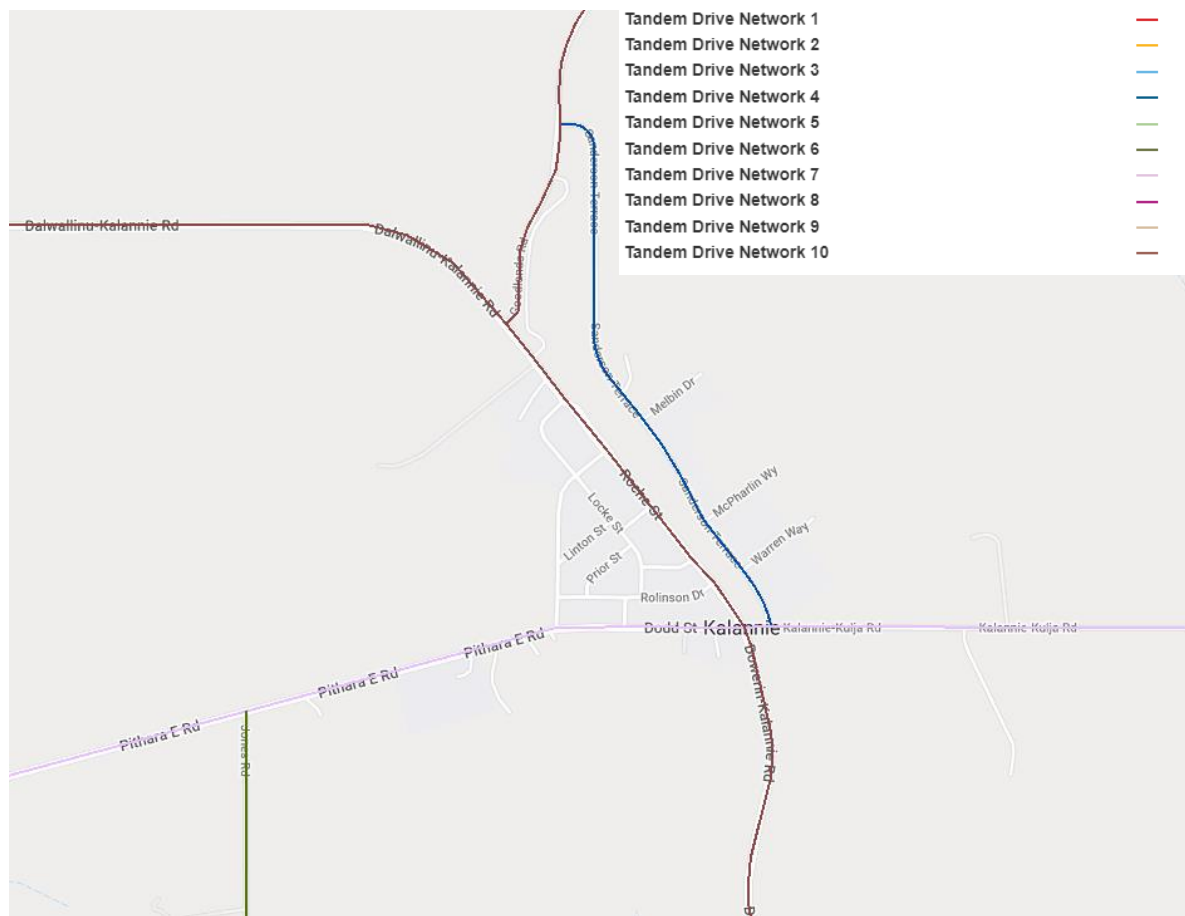 Tandem Drive Network 1
Tandem Drive Network 2
Tandem Drive Network 3
Tandem Drive Network 4
Tandem Drive Network 5
Tandem Drive Network 6
Tandem Drive Network 7
Tandem Drive Network 8
Tandem Drive Network 9
Tandem Drive Network 10
Sanderson Terrace
Dalwallinu-Kalannie Rd
Dalwallinu-Kalannie Rd
Goodlands Rd
Sanderson Terrace
Melbin Dr
Roche St
Sanderson Terrace
McPharlin Wy
Locke St
Linton St
Warren Way
Prior St
Rolinson Dr
Dodd St
Kalannie
Kalannie-Kulja Rd
Kalannie-Kulja Rd
Pithara E Rd
Pithara E Rd
Pithara E Rd
Dowerin-Kalannie Rd
Jones Rd